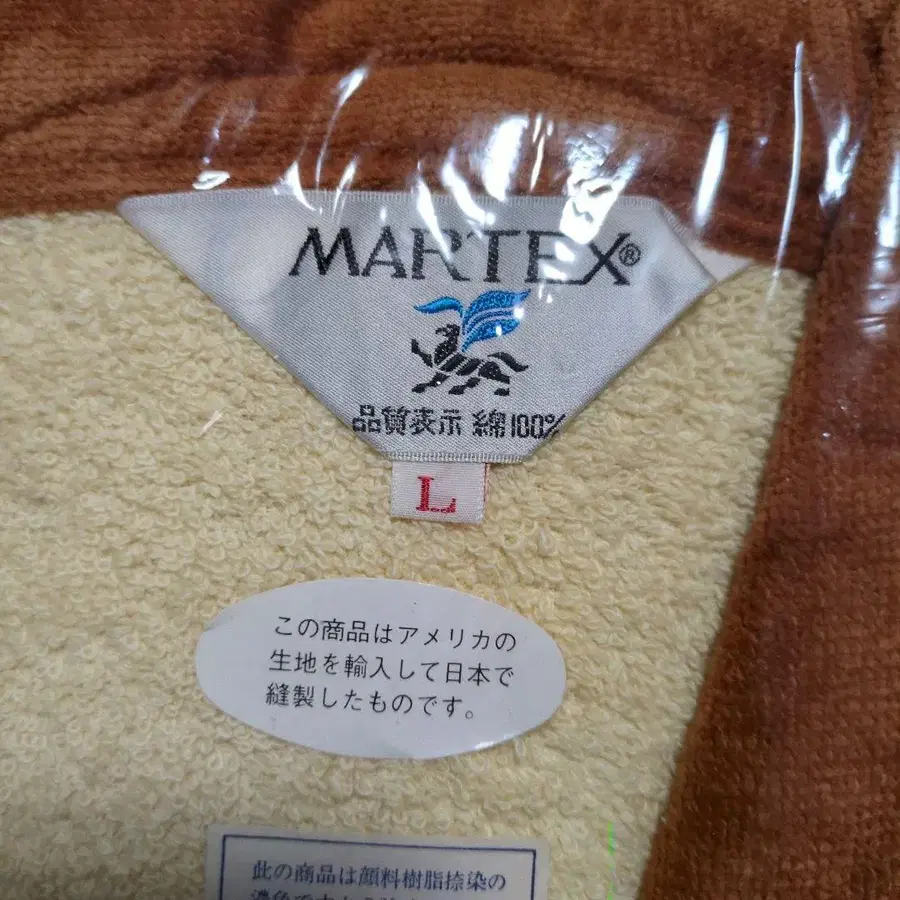 MARTEX®
品質表示 綿100%
L
この商品はアメリカの
生地を輸入して日本で
縫製したものです。
此の商品は顔料樹脂捺染の